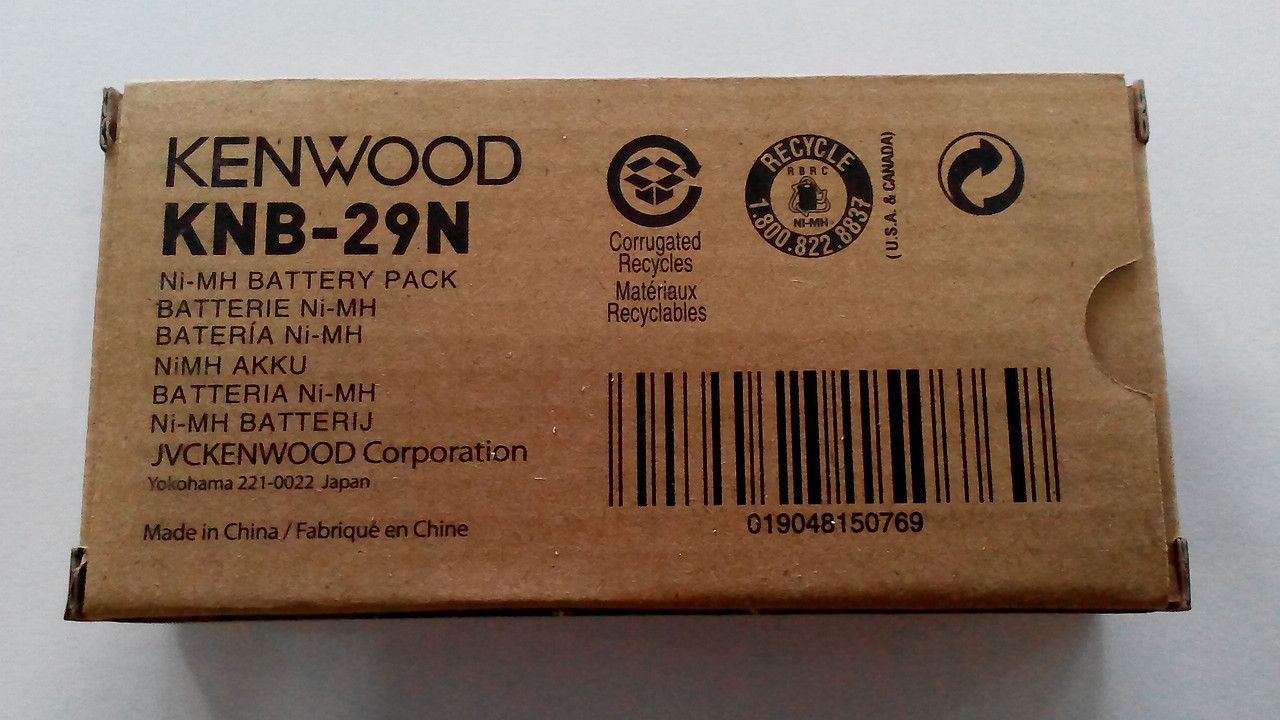 KENWOOD
KNB-29N
Ni-MH BATTERY PACK
BATTERIE Ni-MH
BATERÍA Ni-MH
NiMH AKKU
BATTERIA Ni-MH
Ni-MH BATTERIJ
JVCKENWOOD Corporation
Yokohama 221-0022 Japan
Made in China / Fabriqué en Chine
Corrugated
Recycles
Matériaux
Recyclables
RECYCLE
RBRC
NI-MH
1.800.822.8837
(U.S.A. & CANADA)
019048150769